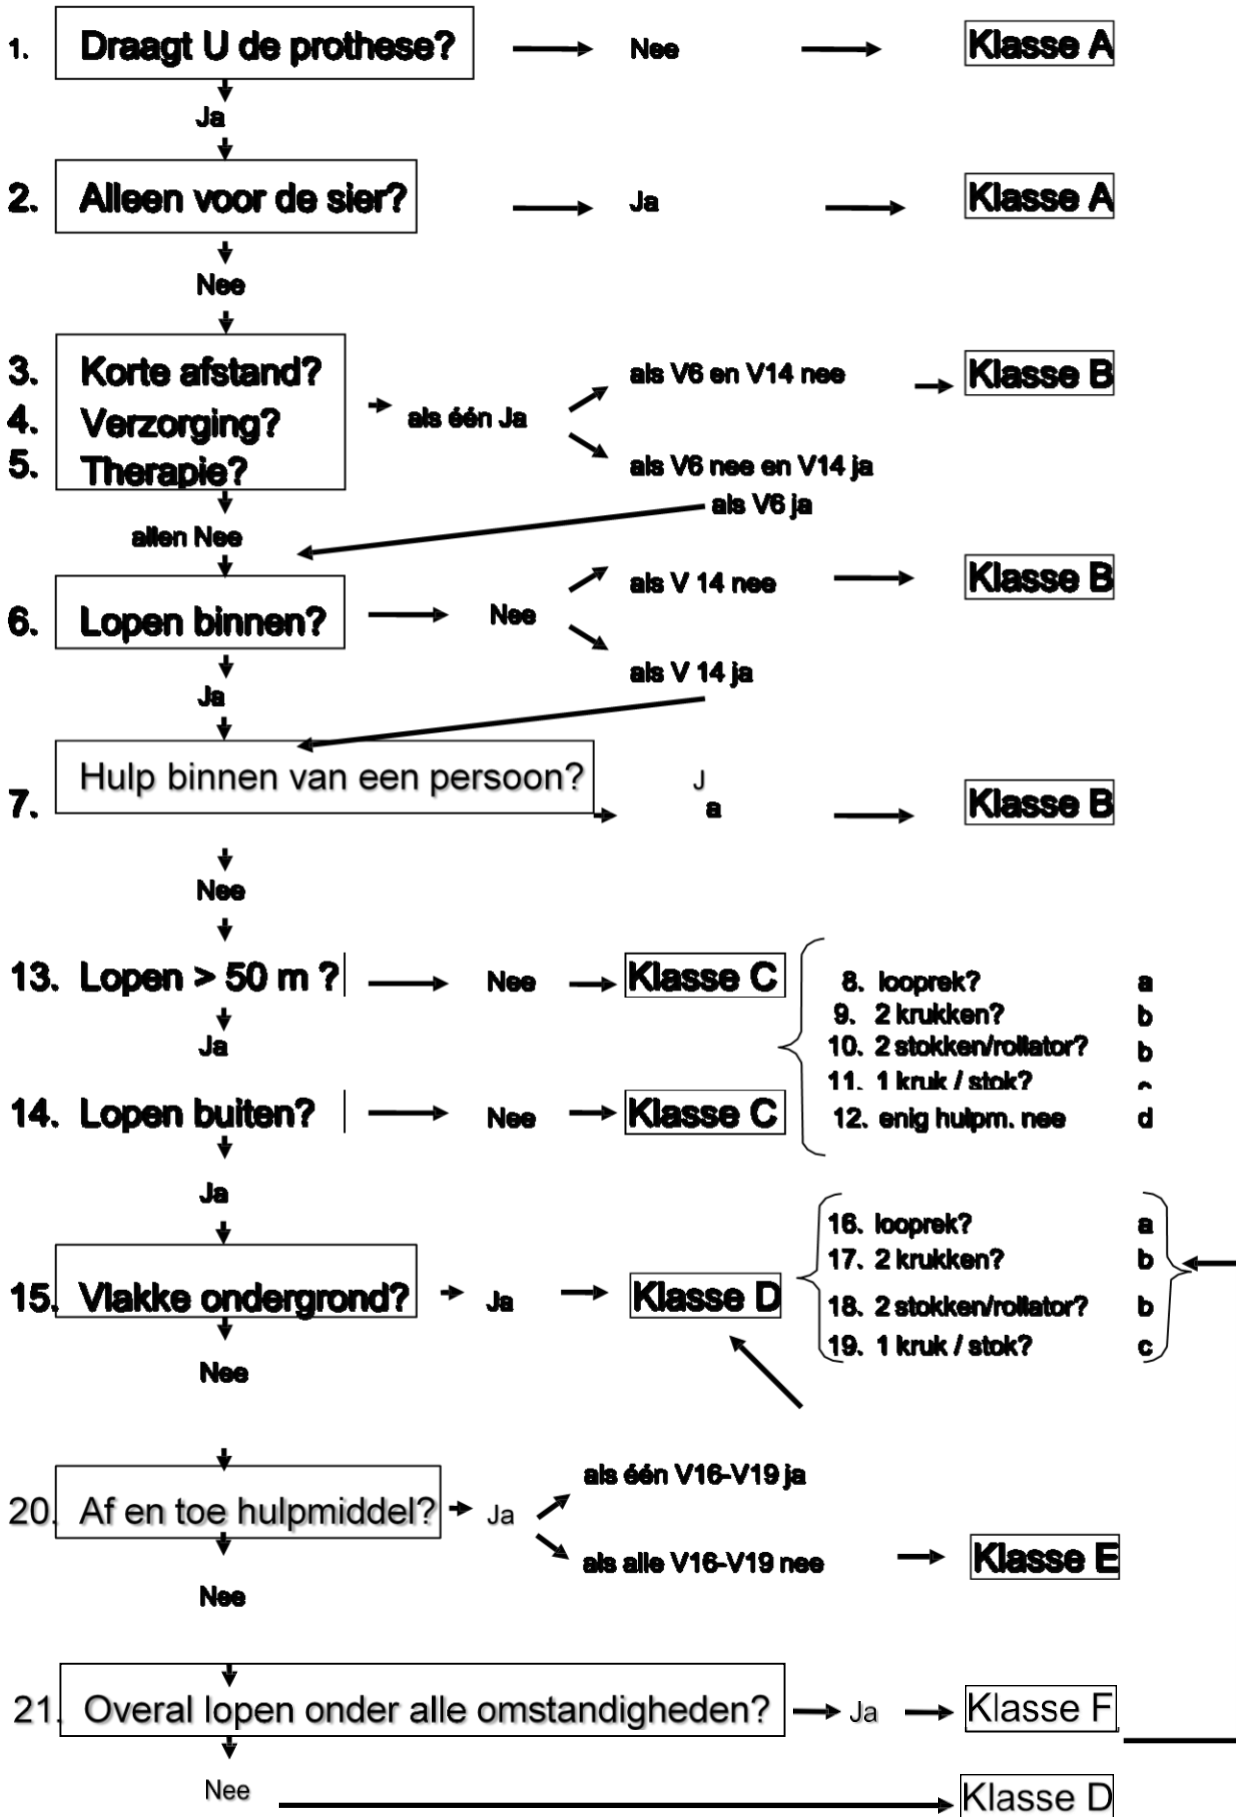 1. Draagt U de prothese? Nee Klasse A
Ja
2. Alleen voor de sier? Ja Klasse A
Nee
3. Korte afstand? als V6 en V14 nee Klasse B
4. Verzorging? als één Ja
5. Therapie? als V6 nee en V14 ja
als V6 ja
allen Nee
6. Lopen binnen? Nee als V 14 nee Klasse B
als V 14 ja
Ja
7. Hulp binnen van een persoon? Ja Klasse B
Nee
13. Lopen > 50 m ? Nee Klasse C
Ja
14. Lopen buiten? Nee Klasse C
8. looprek? a
9. 2 krukken? b
10. 2 stokken/rollator? b
11. 1 kruk / stok?
12. enig hulpm. nee d
Ja
15. Vlakke ondergrond? Ja Klasse D
16. looprek? a
17. 2 krukken? b
18. 2 stokken/rollator? b
19. 1 kruk / stok? c
Nee
20. Af en toe hulpmiddel? Ja
als één V16-V19 ja
als alle V16-V19 nee Klasse E
Nee
21. Overal lopen onder alle omstandigheden? Ja Klasse F
Nee Klasse D